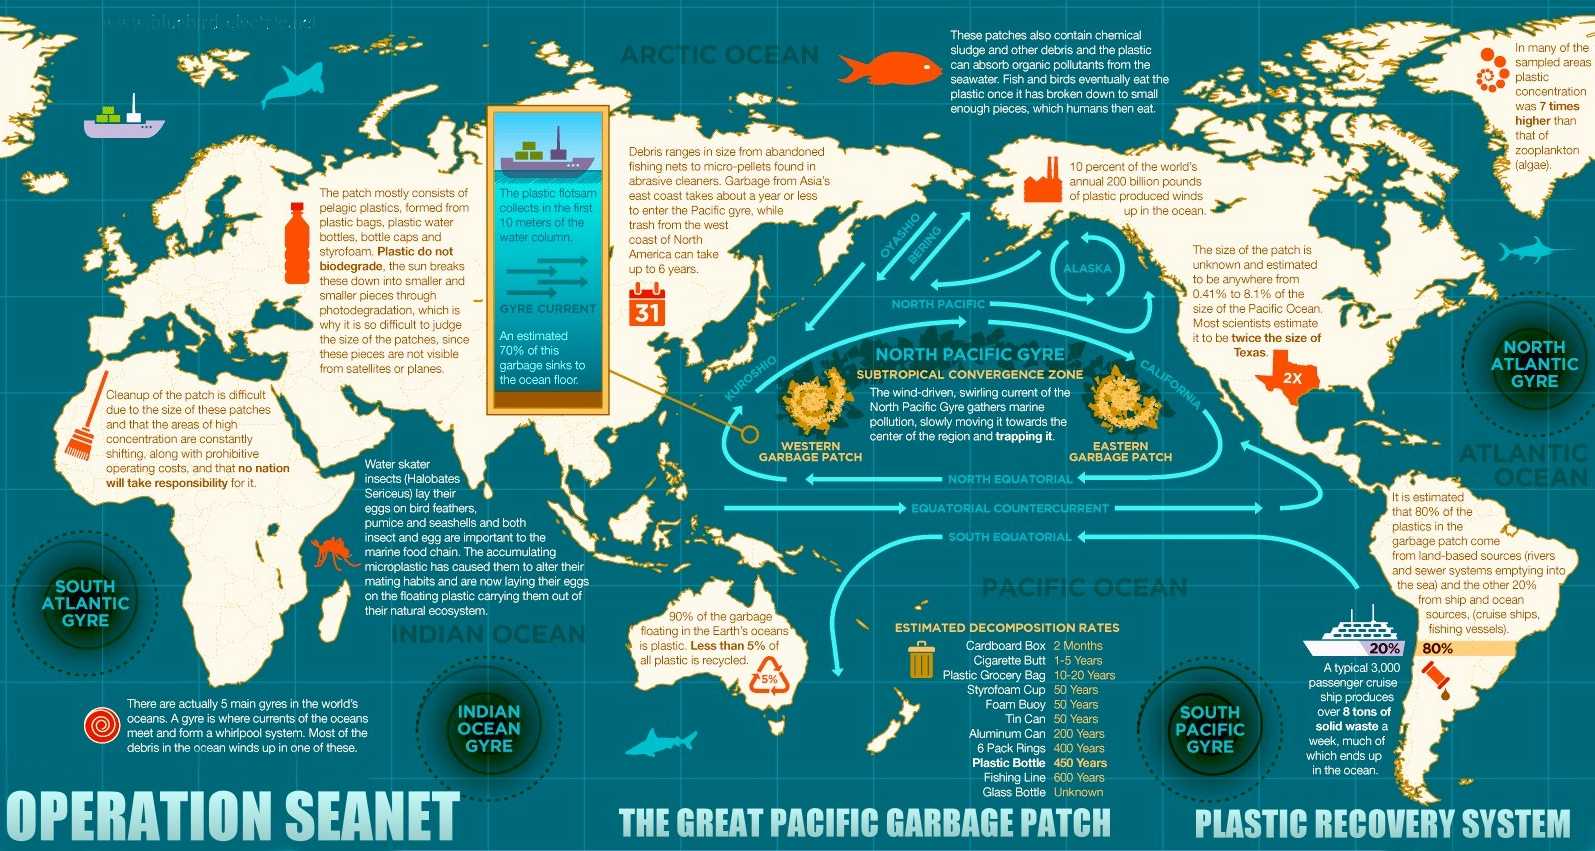 www.bluebird-electric.net
ARCTIC OCEAN
These patches also contain chemical
sludge and other debris and the plastic
can absorb organic pollutants from the
seawater. Fish and birds eventually eat the
plastic once it has broken down to small
enough pieces, which humans then eat.
In many of the
sampled areas
plastic
concentration
was 7 times
higher than
that of
zooplankton
(algae).
The patch mostly consists of
pelagic plastics, formed from
plastic bags, plastic water
bottles, bottle caps and
styrofoam. Plastic do not
biodegrade, the sun breaks
these down into smaller and
smaller pieces through
photodegradation, which is
why it is so difficult to judge
the size of the patches, since
these pieces are not visible
from satellites or planes.
The plastic flotsam
collects in the first
10 meters of the
water column.
GYRE CURRENT
An estimated
70% of this
garbage sinks to
the ocean floor.
Debris ranges in size from abandoned
fishing nets to micro-pellets found in
abrasive cleaners. Garbage from Asia's
east coast takes about a year or less
to enter the Pacific gyre, while
trash from the west
coast of North
America can take
up to 6 years.
31
10 percent of the world's
annual 200 billion pounds
of plastic produced winds
up in the ocean.
The size of the patch is
unknown and estimated
to be anywhere from
0.41% to 8.1% of the
size of the Pacific Ocean.
Most scientists estimate
it to be twice the size of
Texas.
2X
OYASHIO
BERING
ALASKA
NORTH PACIFIC
KUROSHIO
CALIFORNIA
NORTH PACIFIC GYRE
SUBTROPICAL CONVERGENCE ZONE
The wind-driven, swirling current of the
North Pacific Gyre gathers marine
pollution, slowly moving it towards the
center of the region and trapping it.
WESTERN
GARBAGE PATCH
EASTERN
GARBAGE PATCH
NORTH EQUATORIAL
EQUATORIAL COUNTERCURRENT
SOUTH EQUATORIAL
NORTH
ATLANTIC
GYRE
ATLANTIC
OCEAN
Cleanup of the patch is difficult
due to the size of these patches
and that the areas of high
concentration are constantly
shifting, along with prohibitive
operating costs, and that no nation
will take responsibility for it.
Water skater
insects (Halobates
Sericeus) lay their
eggs on bird feathers,
pumice and seashells and both
insect and egg are important to the
marine food chain. The accumulating
microplastic has caused them to alter their
mating habits and are now laying their eggs
on the floating plastic carrying them out of
their natural ecosystem.
INDIAN OCEAN
SOUTH
ATLANTIC
GYRE
PACIFIC OCEAN
90% of the garbage
floating in the Earth's oceans
is plastic. Less than 5% of
all plastic is recycled.
5%
It is estimated
that 80% of the
plastics in the
garbage patch come
from land-based sources (rivers
and sewer systems emptying into
the sea) and the other 20%
from ship and ocean
sources, (cruise ships,
fishing vessels).
20% 80%
A typical 3,000
passenger cruise
ship produces
over 8 tons of
solid waste a
week, much of
which ends up
in the ocean.
ESTIMATED DECOMPOSITION RATES
Cardboard Box 2 Months
Cigarette Butt 1-5 Years
Plastic Grocery Bag 10-20 Years
Styrofoam Cup 50 Years
Foam Buoy 50 Years
Tin Can 50 Years
Aluminum Can 200 Years
6 Pack Rings 400 Years
Plastic Bottle 450 Years
Fishing Line 600 Years
Glass Bottle Unknown
There are actually 5 main gyres in the world's
oceans. A gyre is where currents of the oceans
meet and form a whirlpool system. Most of the
debris in the ocean winds up in one of these.
INDIAN
OCEAN
GYRE
SOUTH
PACIFIC
GYRE
OPERATION SEANET
THE GREAT PACIFIC GARBAGE PATCH
PLASTIC RECOVERY SYSTEM